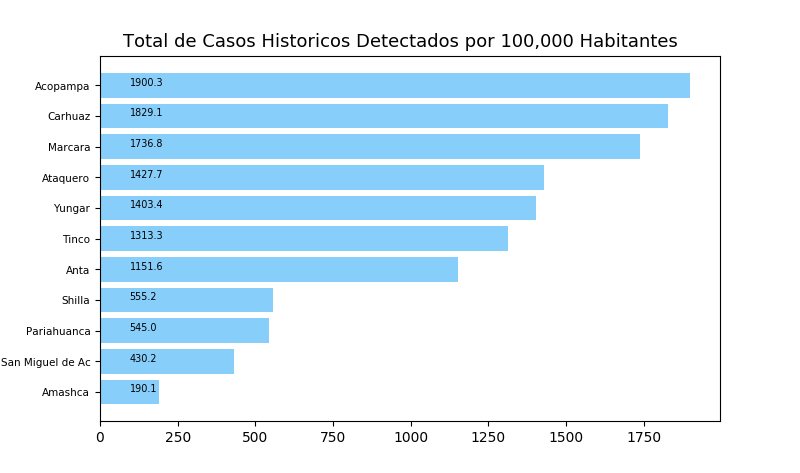 Total de Casos Historicos Detectados por 100,000 Habitantes
Acopampa 1900.3
Carhuaz 1829.1
Marcara 1736.8
Ataquero 1427.7
Yungar 1403.4
Tinco 1313.3
Anta 1151.6
Shilla 555.2
Pariahuanca 545.0
San Miguel de Ac 430.2
Amashca 190.1
0 250 500 750 1000 1250 1500 1750